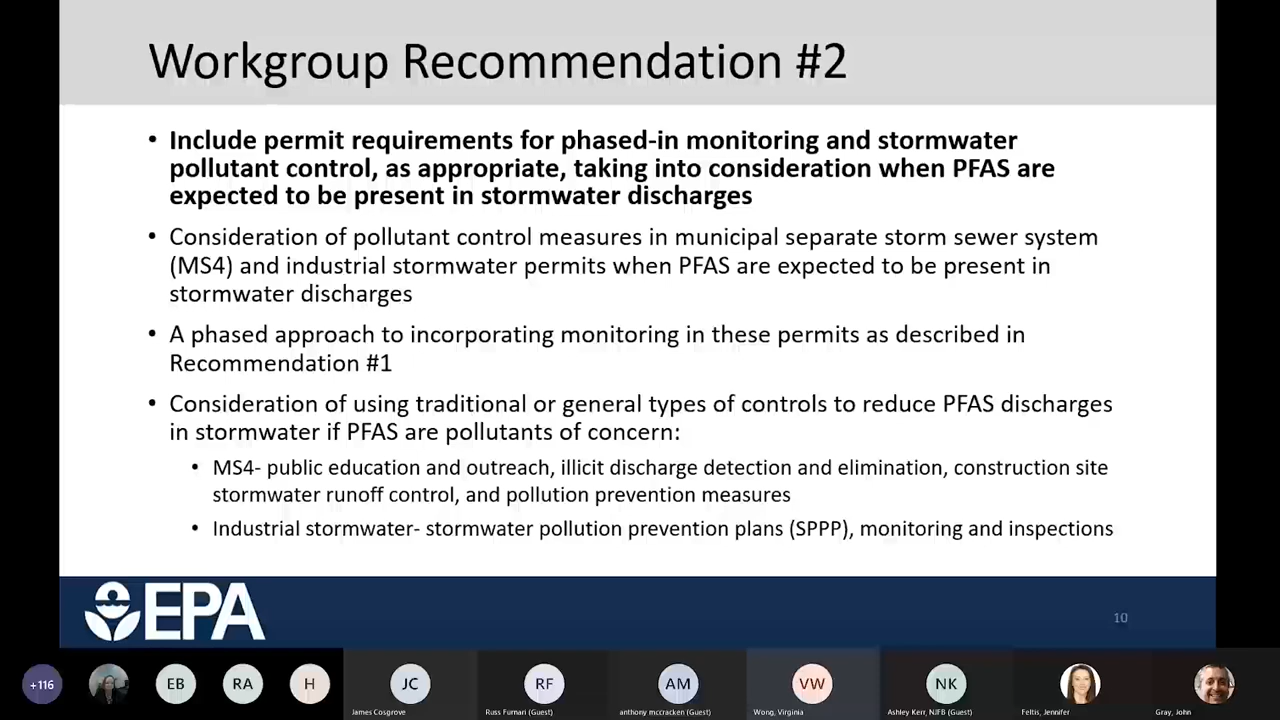 Workgroup Recommendation #2
• Include permit requirements for phased-in monitoring and stormwater
pollutant control, as appropriate, taking into consideration when PFAS are
expected to be present in stormwater discharges
• Consideration of pollutant control measures in municipal separate storm sewer system
(MS4) and industrial stormwater permits when PFAS are expected to be present in
stormwater discharges
• A phased approach to incorporating monitoring in these permits as described in
Recommendation #1
• Consideration of using traditional or general types of controls to reduce PFAS discharges
in stormwater if PFAS are pollutants of concern:
• MS4- public education and outreach, illicit discharge detection and elimination, construction site
stormwater runoff control, and pollution prevention measures
• Industrial stormwater- stormwater pollution prevention plans (SPPP), monitoring and inspections
EPA
10
+116
EB
RA
H
JC
RF
AM
VW
NK
James Cosgrove
Russ Furnari (Guest)
anthony mccracken (Guest)
Wong, Virginia
Ashley Kerr, NJFB (Guest)
Feltis, Jennifer
Gray, John